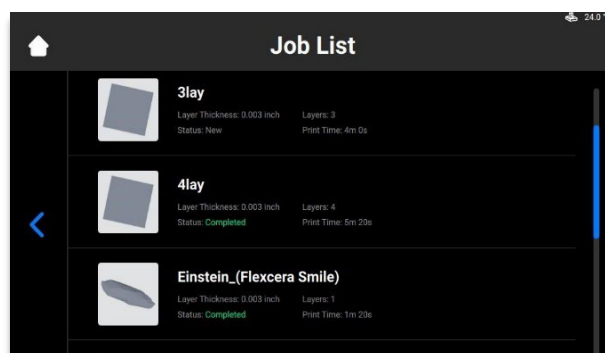 24.0
Job List
3lay
Layer Thickness: 0.003 inch Layers: 3
Status: New Print Time: 4m 0s
4lay
Layer Thickness: 0.003 inch Layers: 4
Status: Completed Print Time: 5m 20s
Einstein_(Flexcera Smile)
Layer Thickness: 0.003 inch Layers: 1
Status: Completed Print Time: 1m 20s